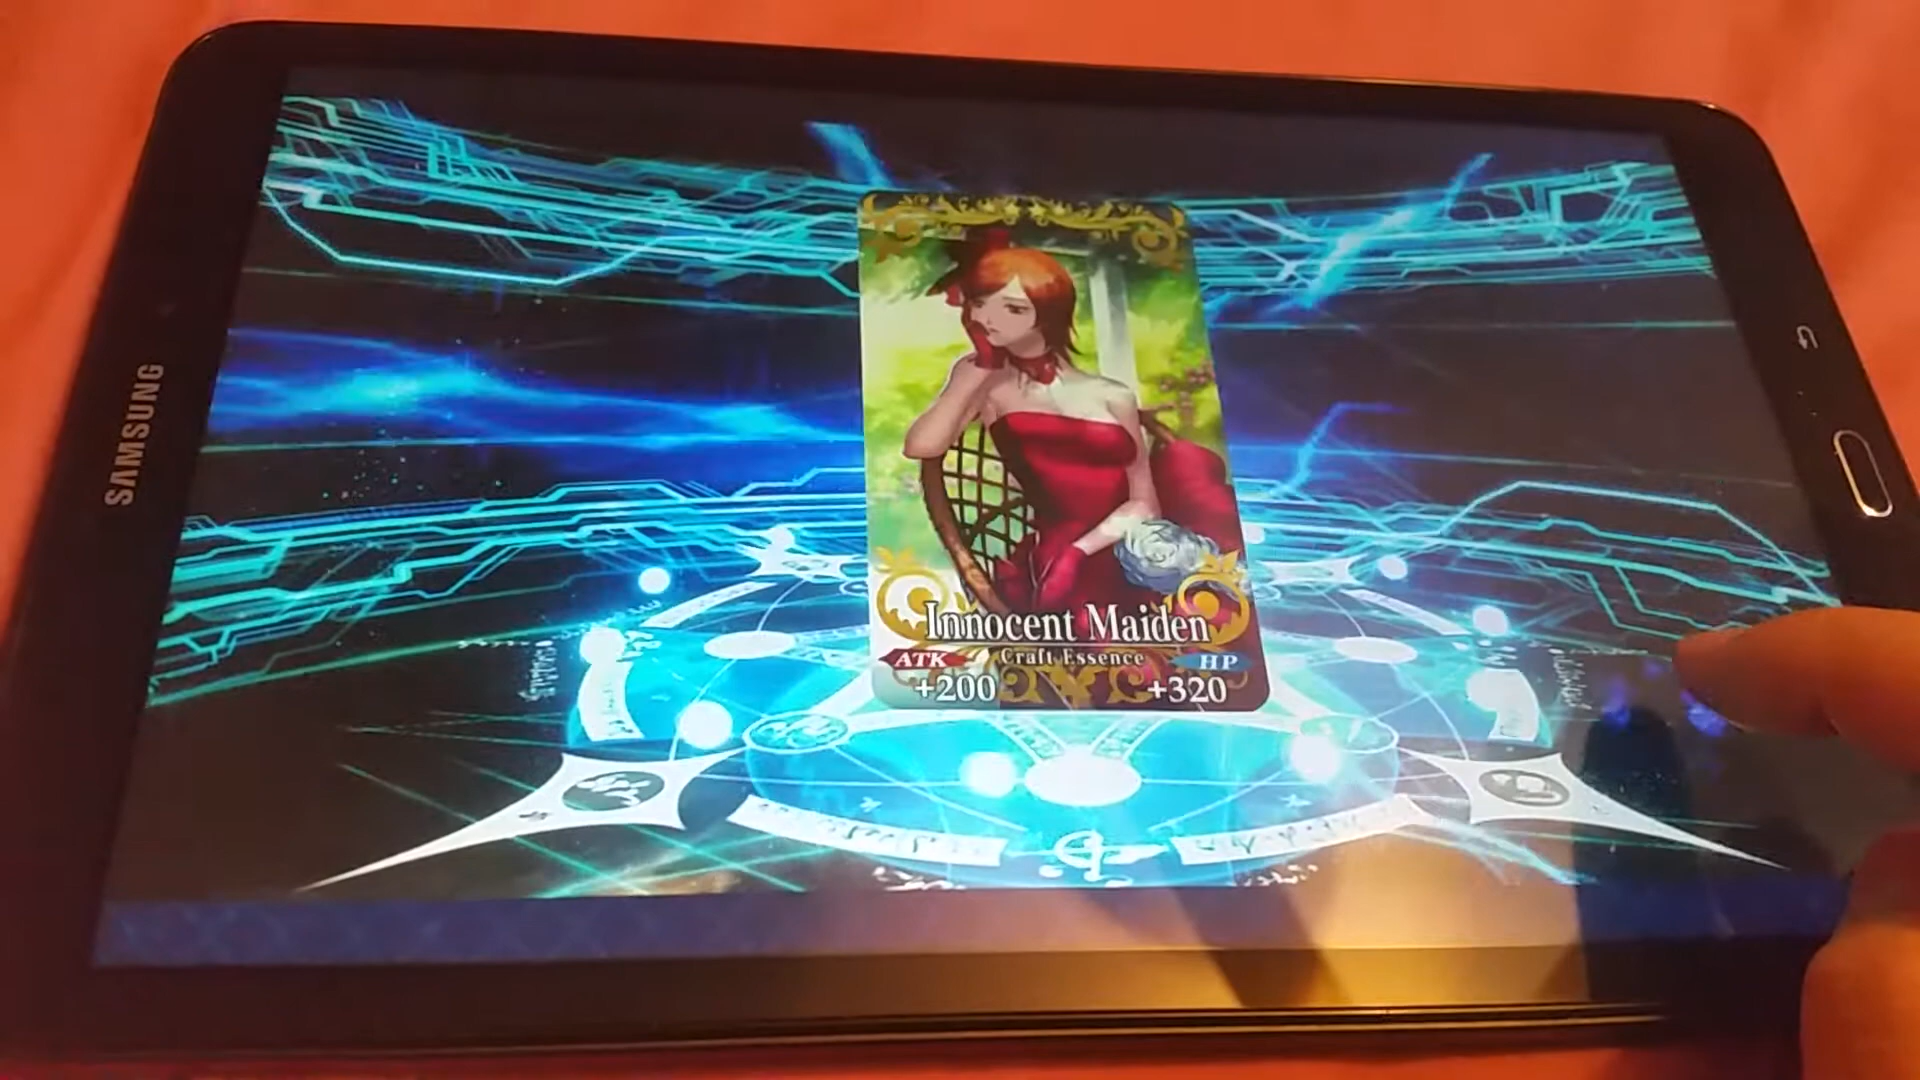 SAMSUNG
Innocent Maiden
ATK Craft Essence HP
+200 +320